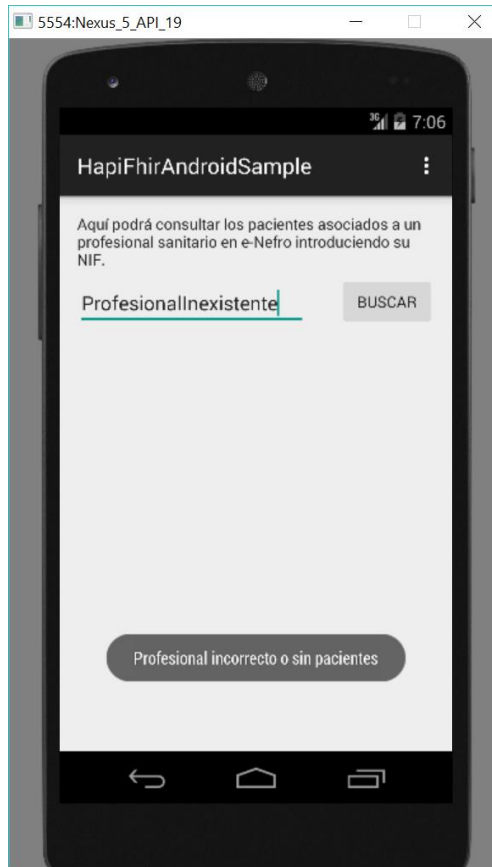 5554:Nexus_5_API_19
3G 7:06
HapiFhirAndroidSample
Aquí podrá consultar los pacientes asociados a un
profesional sanitario en e-Nefro introduciendo su
NIF.
ProfesionalInexistente BUSCAR
Profesional incorrecto o sin pacientes